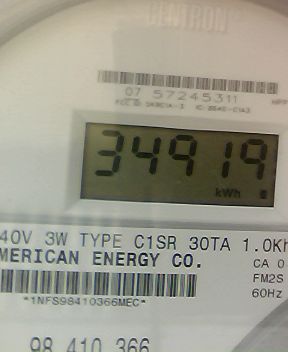 CENTRON
07 57245311
34919
kWh
40V 3W TYPE C1SR 30TA 1.0Kh
MERICAN ENERGY CO.
CA 0
FM2S
60Hz
*1NFS98410366MEC*
98 410 366